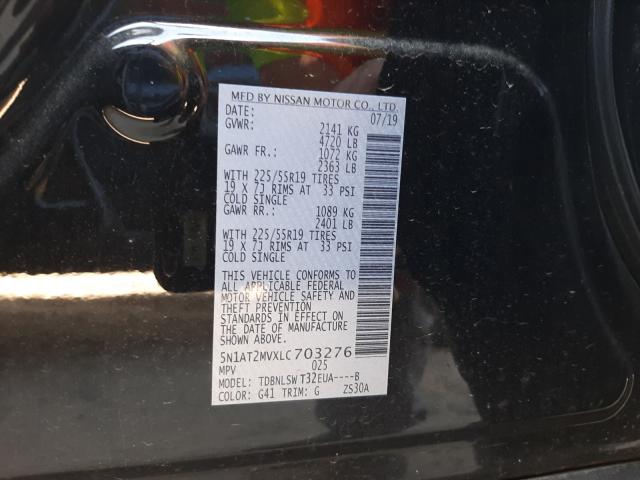 MFD BY NISSAN MOTOR CO., LTD.
DATE: 07/19
GVWR: 2141 KG
4720 LB
GAWR FR.: 1072 KG
2363 LB
WITH 225/55R19 TIRES
19 X 7J RIMS AT 33 PSI
COLD SINGLE
GAWR RR.: 1089 KG
2401 LB
WITH 225/55R19 TIRES
19 X 7J RIMS AT 33 PSI
COLD SINGLE
THIS VEHICLE CONFORMS TO
ALL APPLICABLE FEDERAL
MOTOR VEHICLE SAFETY AND
THEFT PREVENTION
STANDARDS IN EFFECT ON
THE DATE OF MANUFACTURE
SHOWN ABOVE.
5N1AT2MVXLC703276
MPV 025
MODEL: TDBNLSW T32EUA----B
COLOR: G41 TRIM: G ZS30A